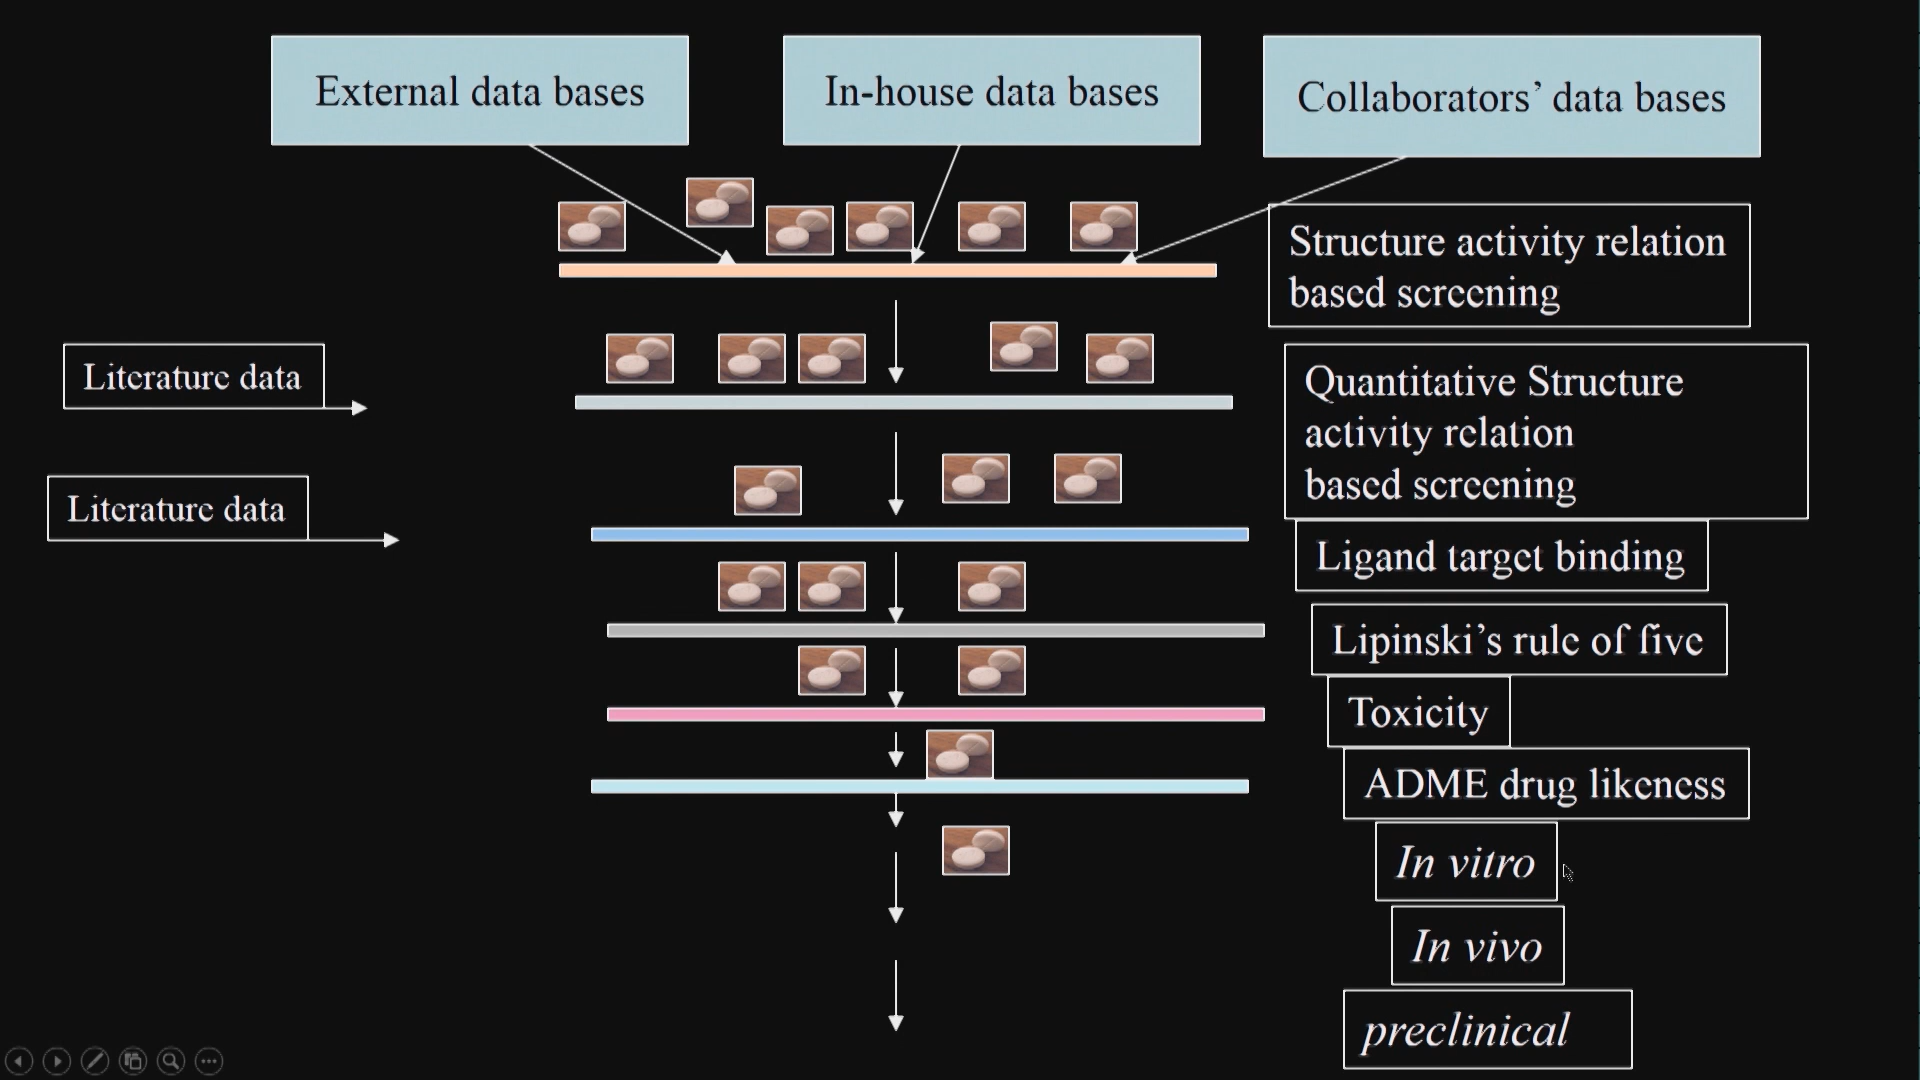 External data bases
In-house data bases
Collaborators’ data bases
Structure activity relation
based screening
Literature data
Quantitative Structure
activity relation
based screening
Literature data
Ligand target binding
Lipinski’s rule of five
Toxicity
ADME drug likeness
In vitro
In vivo
preclinical